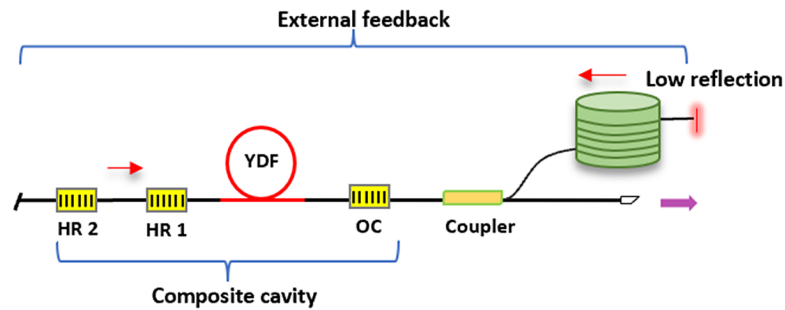 External feedback
Low reflection
YDF
HR 2
HR 1
OC
Coupler
Composite cavity